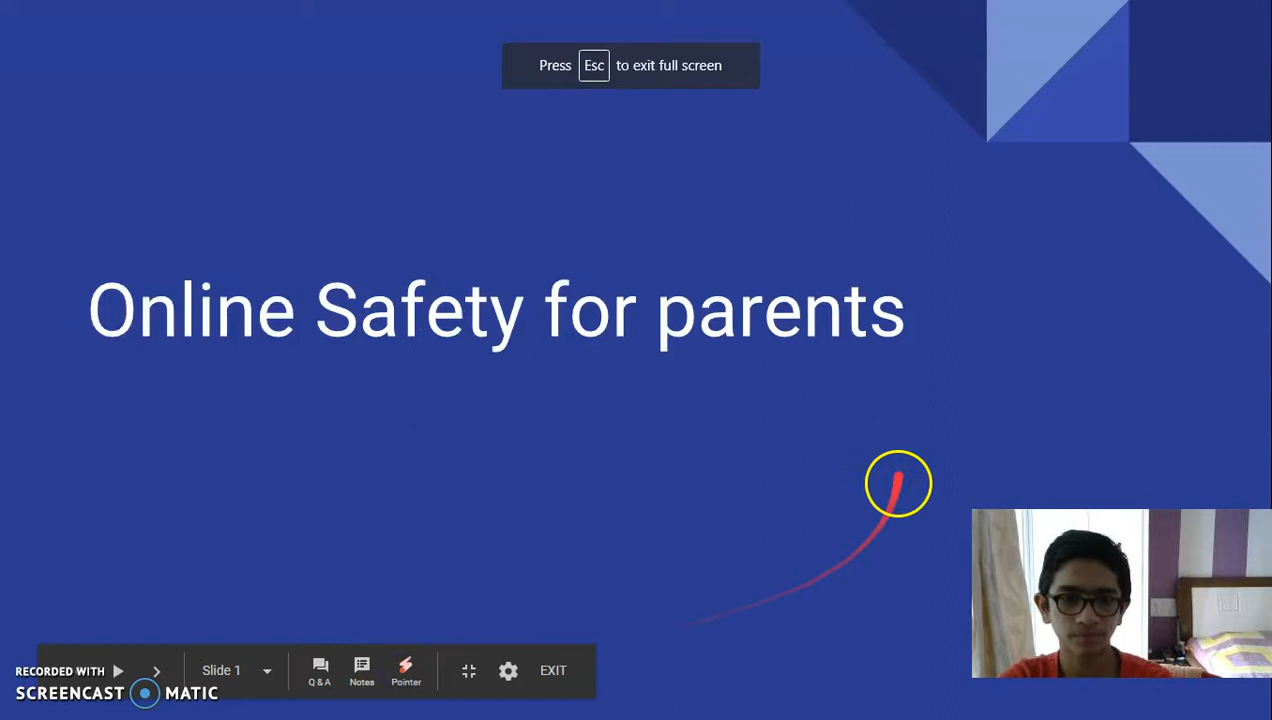 Press Esc to exit full screen
Online Safety for parents
RECORDED WITH
SCREENCAST MATIC
Slide 1
Q & A
Notes
Pointer
EXIT